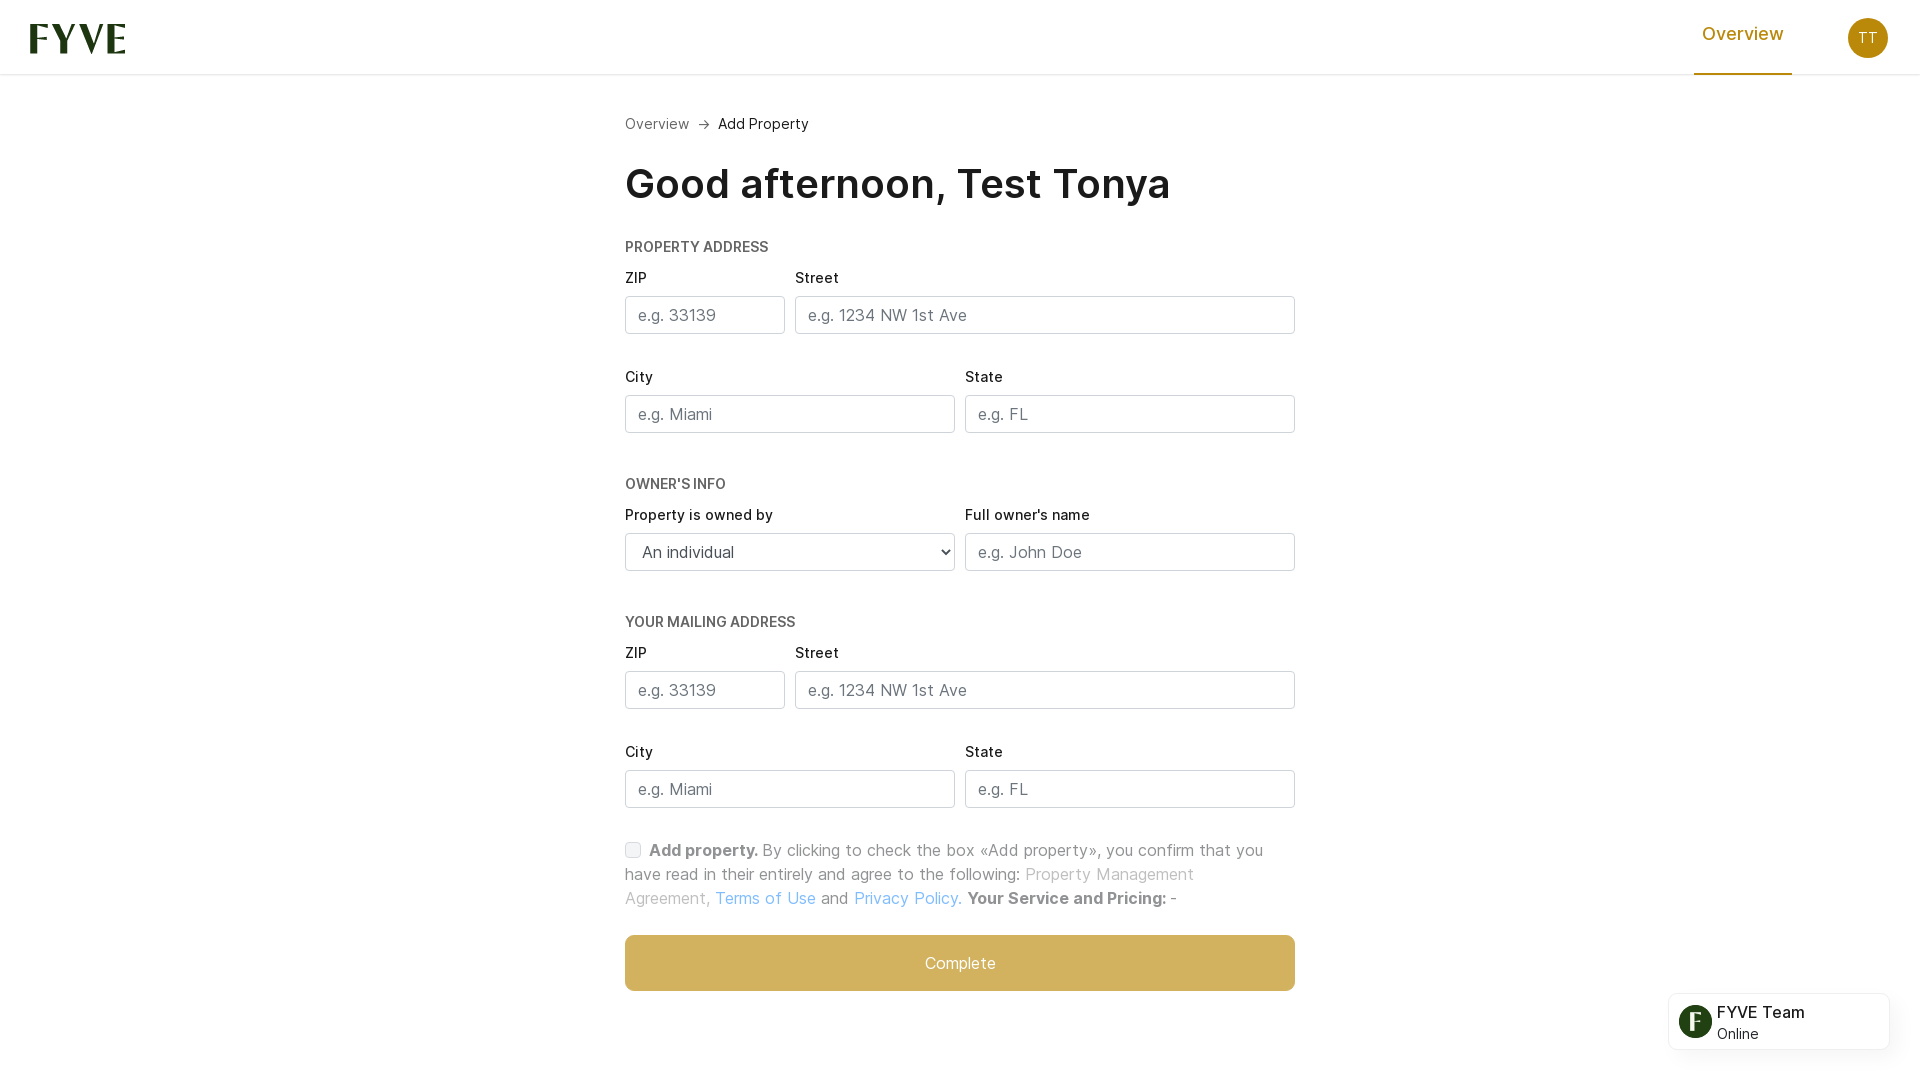 FYVE
Overview
TT
Overview → Add Property
Good afternoon, Test Tonya
PROPERTY ADDRESS
ZIP Street
e.g. 33139 e.g. 1234 NW 1st Ave
City State
e.g. Miami e.g. FL
OWNER'S INFO
Property is owned by Full owner's name
An individual e.g. John Doe
YOUR MAILING ADDRESS
ZIP Street
e.g. 33139 e.g. 1234 NW 1st Ave
City State
e.g. Miami e.g. FL
Add property. By clicking to check the box «Add property», you confirm that you
have read in their entirely and agree to the following: Property Management
Agreement, Terms of Use and Privacy Policy. Your Service and Pricing: -
Complete
F
FYVE Team
Online